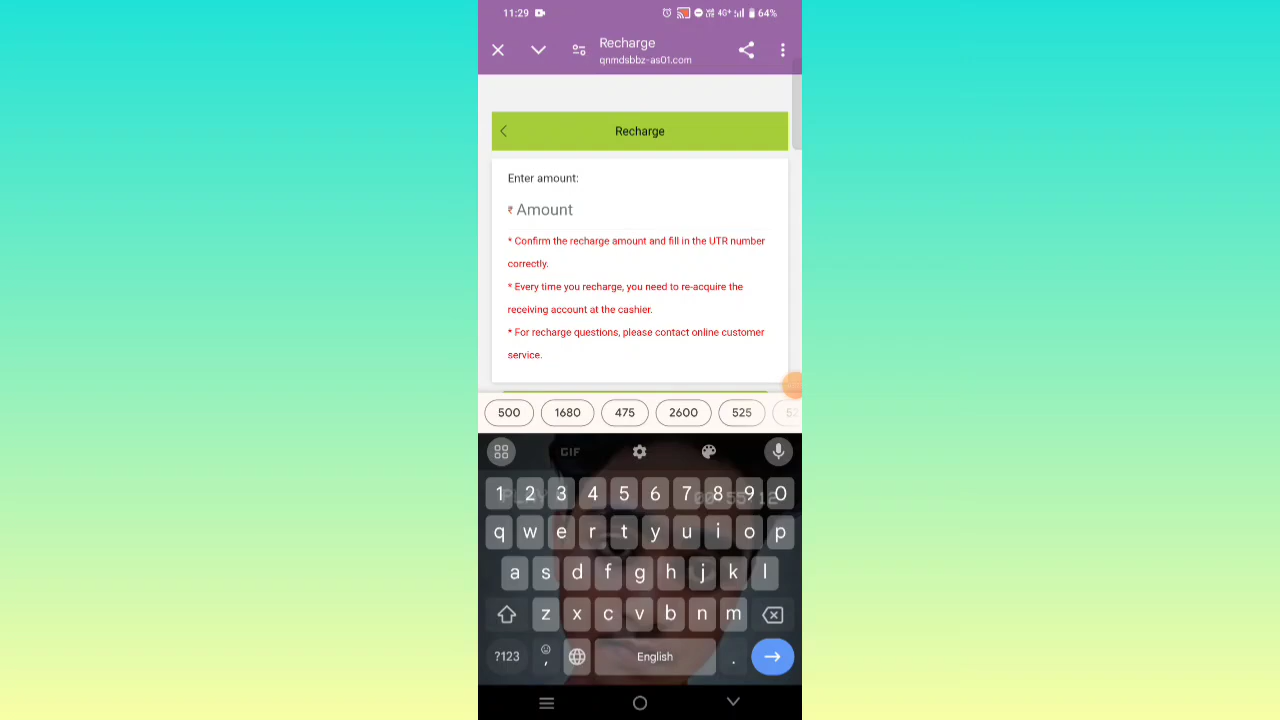 11:29 4G+ 64%
Recharge
qnmdsbbz-as01.com
Recharge
Enter amount:
₹ Amount
* Confirm the recharge amount and fill in the UTR number
correctly.
* Every time you recharge, you need to re-acquire the
receiving account at the cashier.
* For recharge questions, please contact online customer
service.
500 1680 475 2600 525
GIF
1 2 3 4 5 6 7 8 9 0
q w e r t y u i o p
a s d f g h j k l
z x c v b n m
?123 , English .